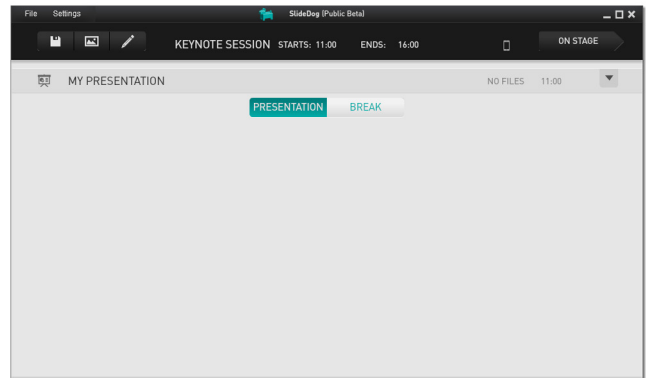 File Settings SlideDog (Public Beta)
KEYNOTE SESSION STARTS: 11:00 ENDS: 16:00 ON STAGE
MY PRESENTATION NO FILES 11:00
PRESENTATION BREAK